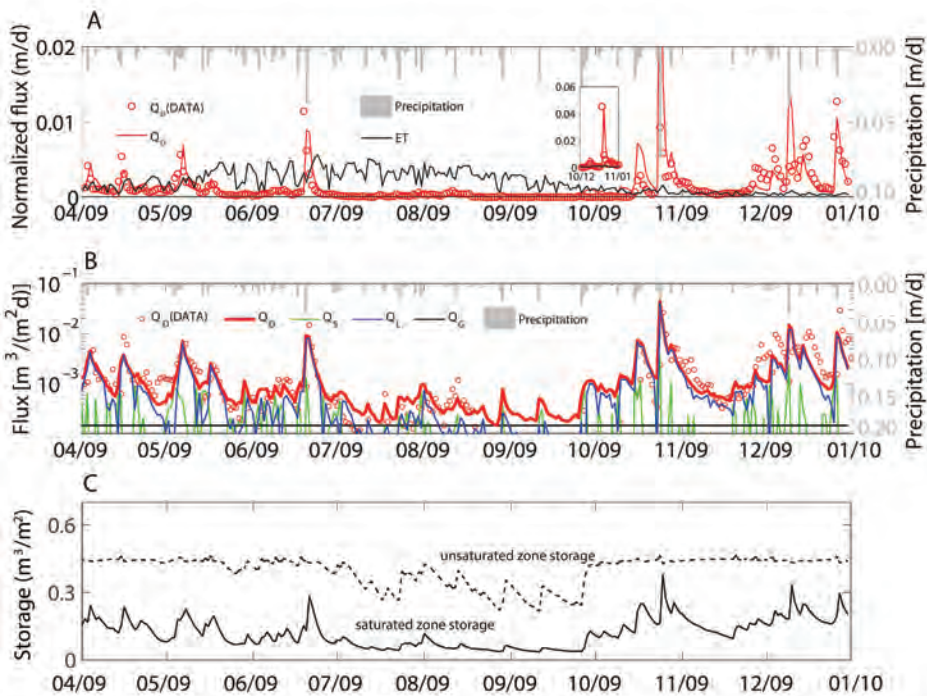 A
0.02
0.01
0
Normalized flux (m/d)
Q_D(DATA)
Q_D
Precipitation
ET
0.06
0.04
0.02
0
10/12 11/01
0.00
0.05
0.10
Precipitation [m/d]
04/09 05/09 06/09 07/09 08/09 09/09 10/09 11/09 12/09 01/10
B
10⁻¹
10⁻²
10⁻³
Flux [m³/(m²d)]
Q_D(DATA) Q_D Q_S Q_L Q_G Precipitation
0.00
0.05
0.10
0.15
0.20
Precipitation [m/d]
04/09 05/09 06/09 07/09 08/09 09/09 10/09 11/09 12/09 01/10
C
0.6
0.3
0
Storage (m³/m²)
unsaturated zone storage
saturated zone storage
04/09 05/09 06/09 07/09 08/09 09/09 10/09 11/09 12/09 01/10